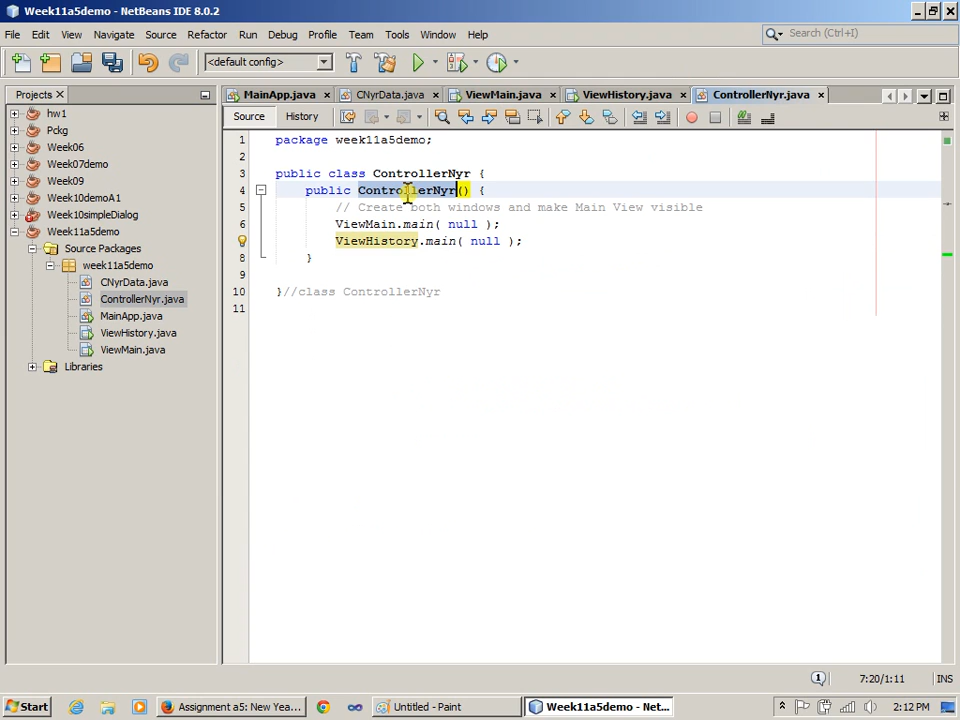 Week11a5demo - NetBeans IDE 8.0.2
File Edit View Navigate Source Refactor Run Debug Profile Team Tools Window Help
Search (Ctrl+I)
<default config>
Projects
MainApp.java CNyrData.java ViewMain.java ViewHistory.java ControllerNyr.java
hw1
Pckg
Week06
Week07demo
Week09
Week10demoA1
Week10simpleDialog
Week11a5demo
Source Packages
week11a5demo
CNyrData.java
ControllerNyr.java
MainApp.java
ViewHistory.java
ViewMain.java
Libraries
Source History
1 package week11a5demo;
2
3 public class ControllerNyr {
4 public ControllerNyr() {
5 // Create both windows and make Main View visible
6 ViewMain.main( null );
ViewHistory.main( null );
8 }
9
10 }//class ControllerNyr
11
1 7:20/1:11 INS
Start Assignment a5: New Yea... Untitled - Paint Week11a5demo - Net... 2:12 PM